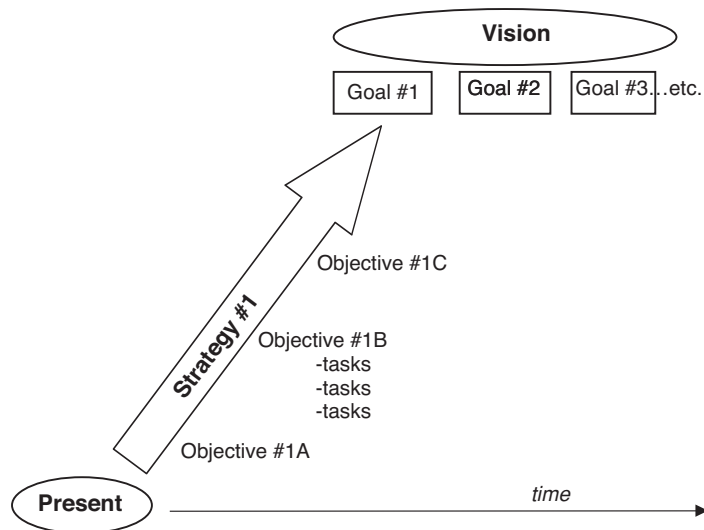 Vision
Goal #1
Goal #2
Goal #3...etc.
Objective #1C
Strategy #1
Objective #1B
-tasks
-tasks
-tasks
Objective #1A
Present
time